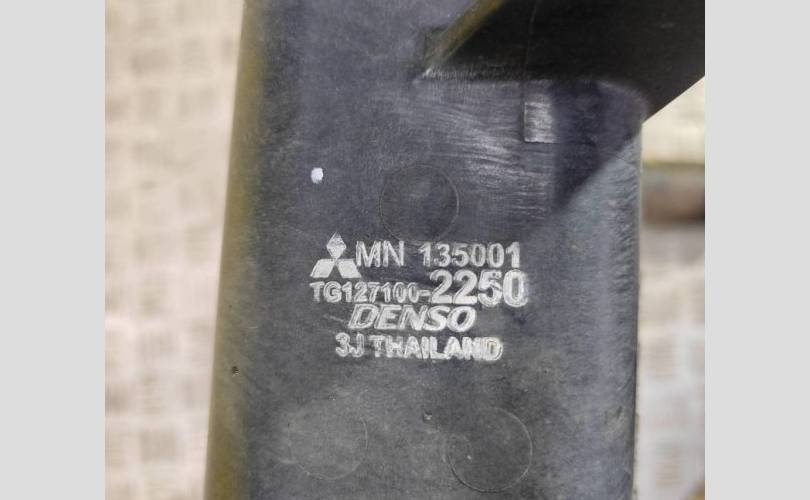 MN 135001
TG127100-2250
DENSO
3J THAILAND